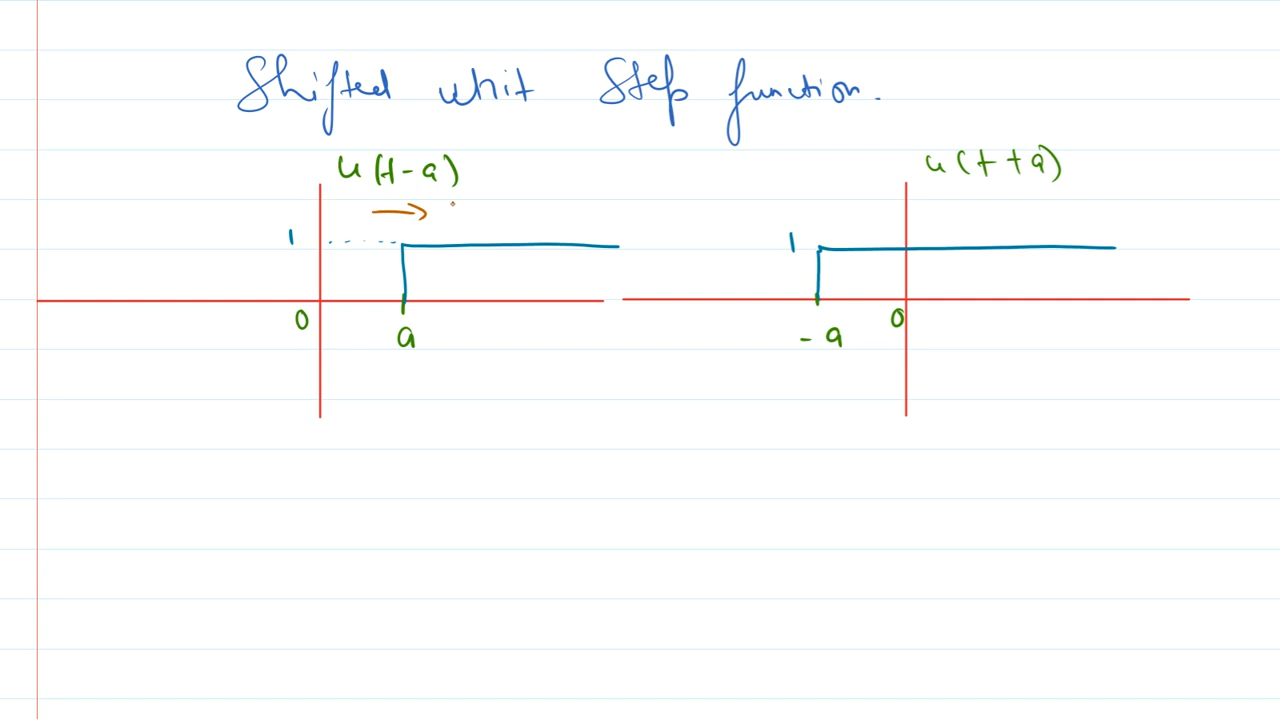 Shifted unit Step function.
u(t-a)
u(t+a)
1
1
0
a
-a
0